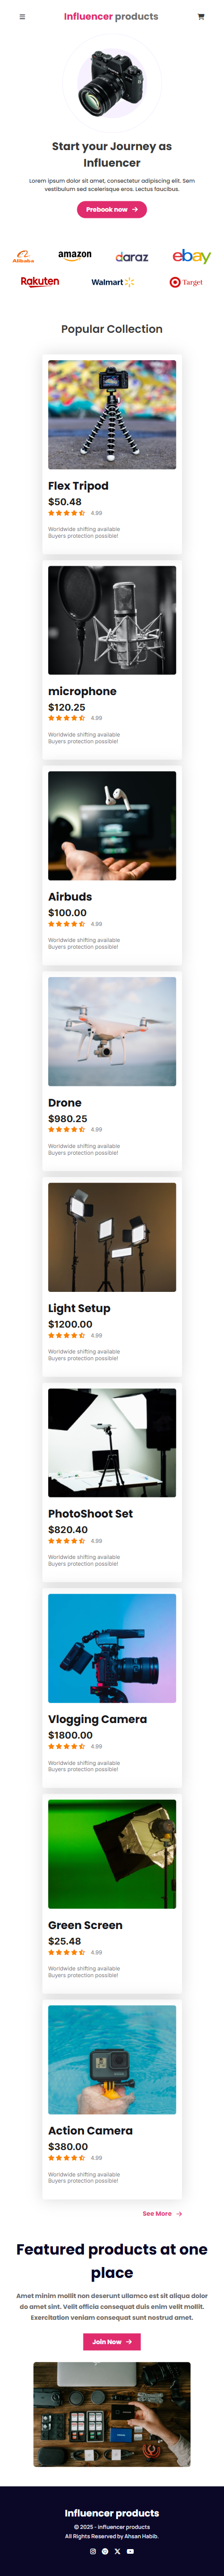 Influencer products
Start your Journey as
Influencer
Lorem ipsum dolor sit amet, consectetur adipiscing elit. Sem
vestibulum sed scelerisque eros. Lectus faucibus.
Prebook now
Alibaba
amazon
daraz
ebay
Rakuten
Walmart
Target
Popular Collection
Flex Tripod
$50.48
4.99
Worldwide shifting available
Buyers protection possible!
microphone
$120.25
4.99
Worldwide shifting available
Buyers protection possible!
Airbuds
$100.00
4.99
Worldwide shifting available
Buyers protection possible!
Drone
$980.25
4.99
Worldwide shifting available
Buyers protection possible!
Light Setup
$1200.00
4.99
Worldwide shifting available
Buyers protection possible!
PhotoShoot Set
$820.40
4.99
Worldwide shifting available
Buyers protection possible!
Vlogging Camera
$1800.00
4.99
Worldwide shifting available
Buyers protection possible!
Green Screen
$25.48
4.99
Worldwide shifting available
Buyers protection possible!
Action Camera
$380.00
4.99
Worldwide shifting available
Buyers protection possible!
See More
Featured products at one
place
Amet minim mollit non deserunt ullamco est sit aliqua dolor
do amet sint. Velit officia consequat duis enim velit mollit.
Exercitation veniam consequat sunt nostrud amet.
Join Now
Influencer products
© 2025 - Influencer products
All Rights Reserved by Ahsan Habib.